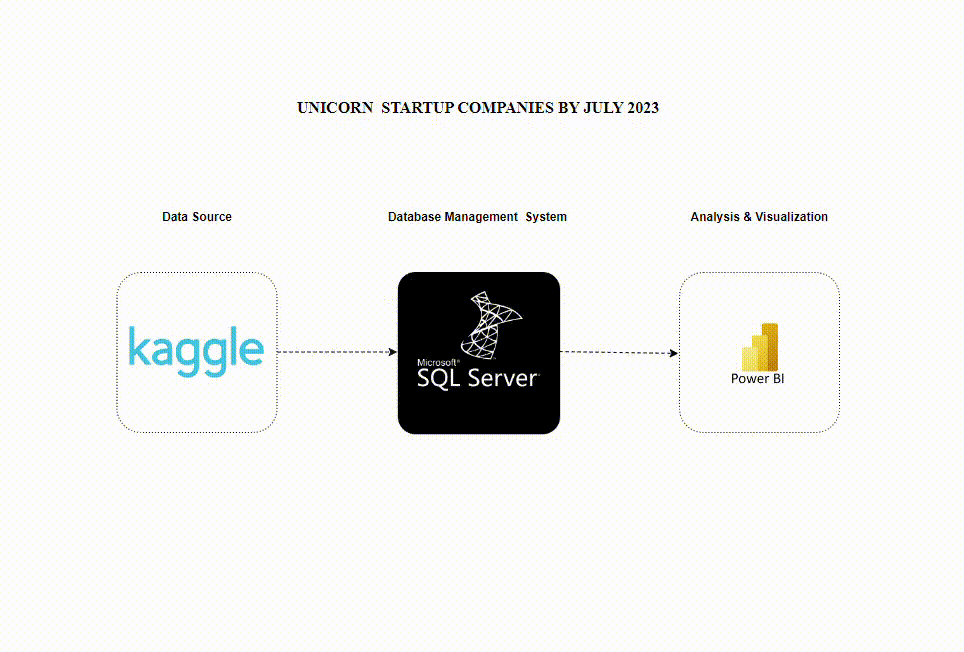 UNICORN  STARTUP COMPANIES BY JULY 2023
Data Source
Database Management  System
Analysis & Visualization
kaggle
Microsoft®
SQL Server
Power BI